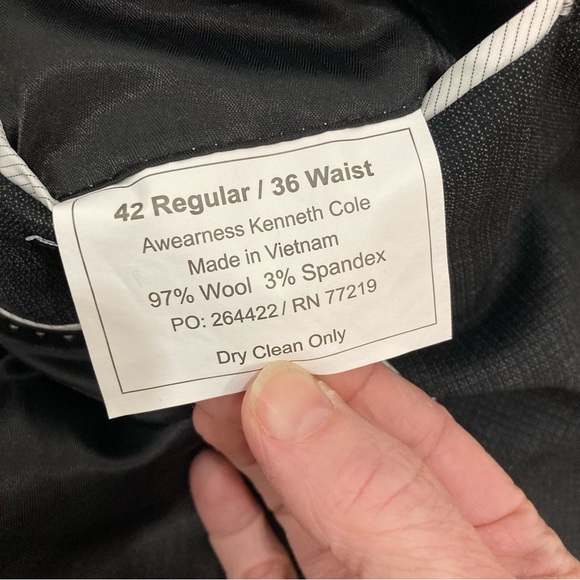 42 Regular / 36 Waist
Awearness Kenneth Cole
Made in Vietnam
97% Wool 3% Spandex
PO: 264422 / RN 77219
Dry Clean Only